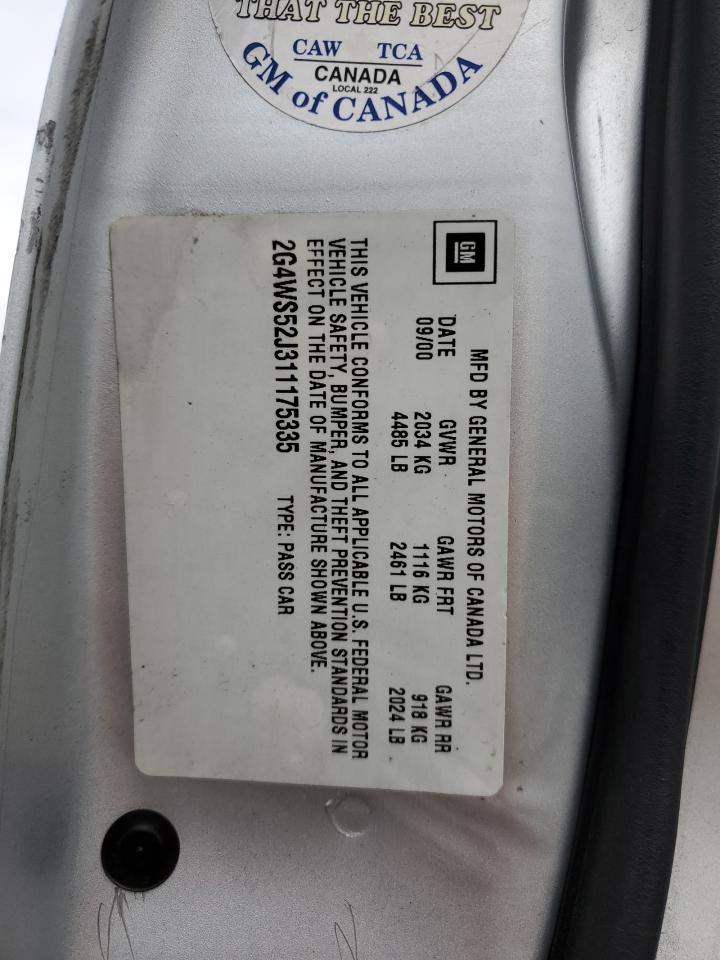 THAT THE BEST
CAW TCA
CANADA
LOCAL 222
GM of CANADA
GM
MFD BY GENERAL MOTORS OF CANADA LTD.
DATE GVWR GAWR FRT GAWR RR
09/00 2034 KG 1116 KG 918 KG
4485 LB 2461 LB 2024 LB
THIS VEHICLE CONFORMS TO ALL APPLICABLE U.S. FEDERAL MOTOR
VEHICLE SAFETY, BUMPER, AND THEFT PREVENTION STANDARDS IN
EFFECT ON THE DATE OF MANUFACTURE SHOWN ABOVE.
2G4WS52J311175335 TYPE: PASS CAR